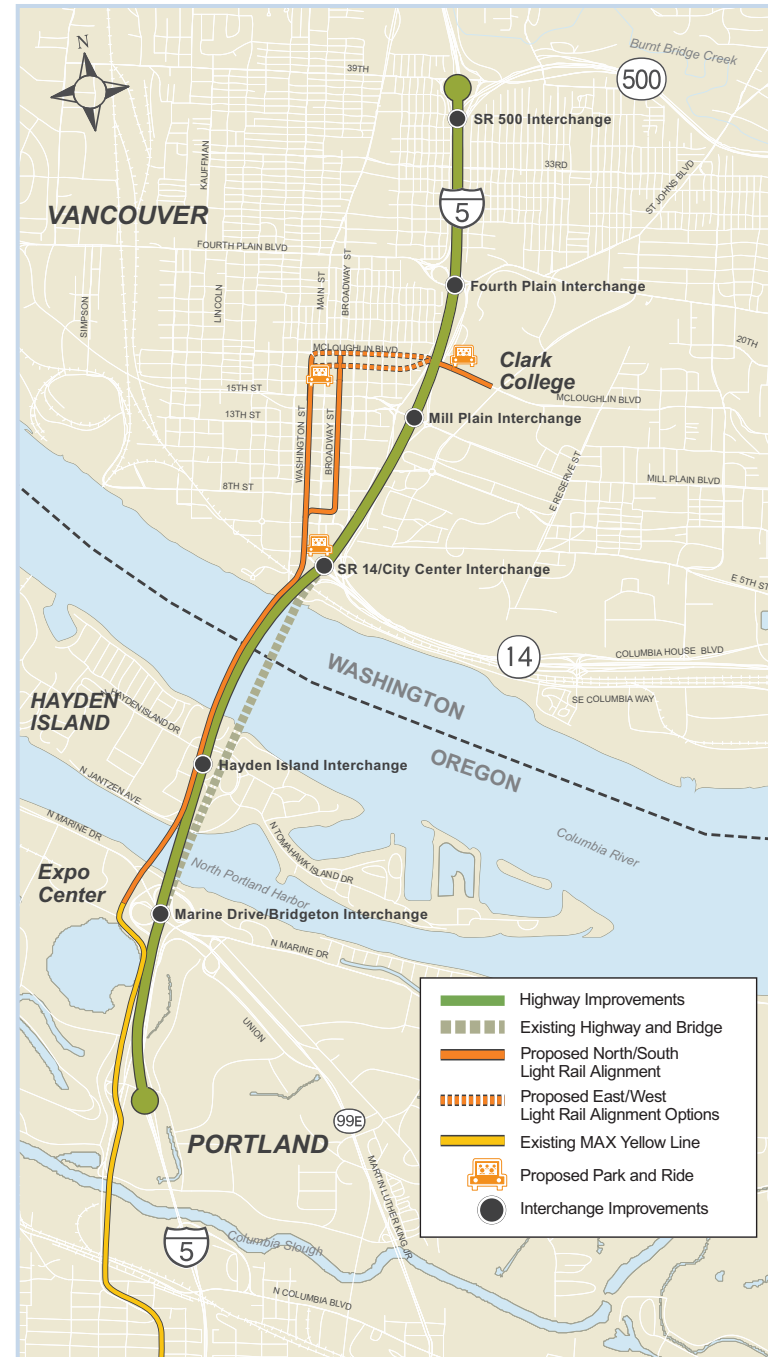 N
Burnt Bridge Creek
39TH
500
SR 500 Interchange
KAUFFMAN
33RD
ST JOHNS BLVD
5
VANCOUVER
FOURTH PLAIN BLVD
MAIN ST
BROADWAY ST
LINCOLN
SIMPSON
Fourth Plain Interchange
20TH
MCLOUGHLIN BLVD
Clark
College
15TH ST
13TH ST
MCLOUGHLIN BLVD
WASHINGTON ST
BROADWAY ST
Mill Plain Interchange
E RESERVE ST
MILL PLAIN BLVD
8TH ST
SR 14/City Center Interchange
E 5TH ST
14
COLUMBIA HOUSE BLVD
WASHINGTON
SE COLUMBIA WAY
HAYDEN
ISLAND
N HAYDEN ISLAND DR
OREGON
Hayden Island Interchange
N JANTZEN AVE
N MARINE DR
N TOMAHAWK ISLAND DR
Columbia River
Expo
Center
North Portland Harbor
Marine Drive/Bridgeton Interchange
N MARINE DR
UNION
99E
PORTLAND
MARTIN LUTHER KING JR
Columbia Slough
5
N COLUMBIA BLVD
Highway Improvements
Existing Highway and Bridge
Proposed North/South
Light Rail Alignment
Proposed East/West
Light Rail Alignment Options
Existing MAX Yellow Line
Proposed Park and Ride
Interchange Improvements